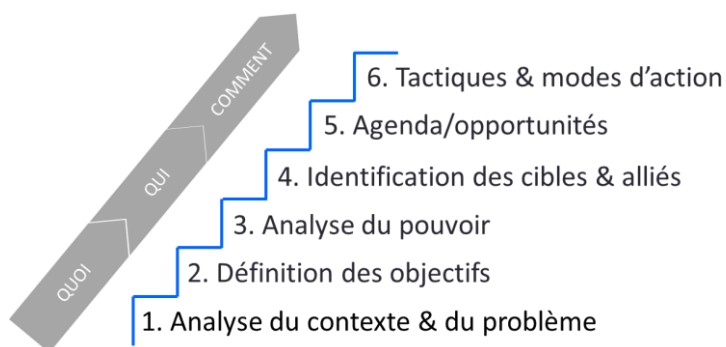 COMMENT
QUI
QUOI
6. Tactiques & modes d’action
5. Agenda/opportunités
4. Identification des cibles & alliés
3. Analyse du pouvoir
2. Définition des objectifs
1. Analyse du contexte & du problème